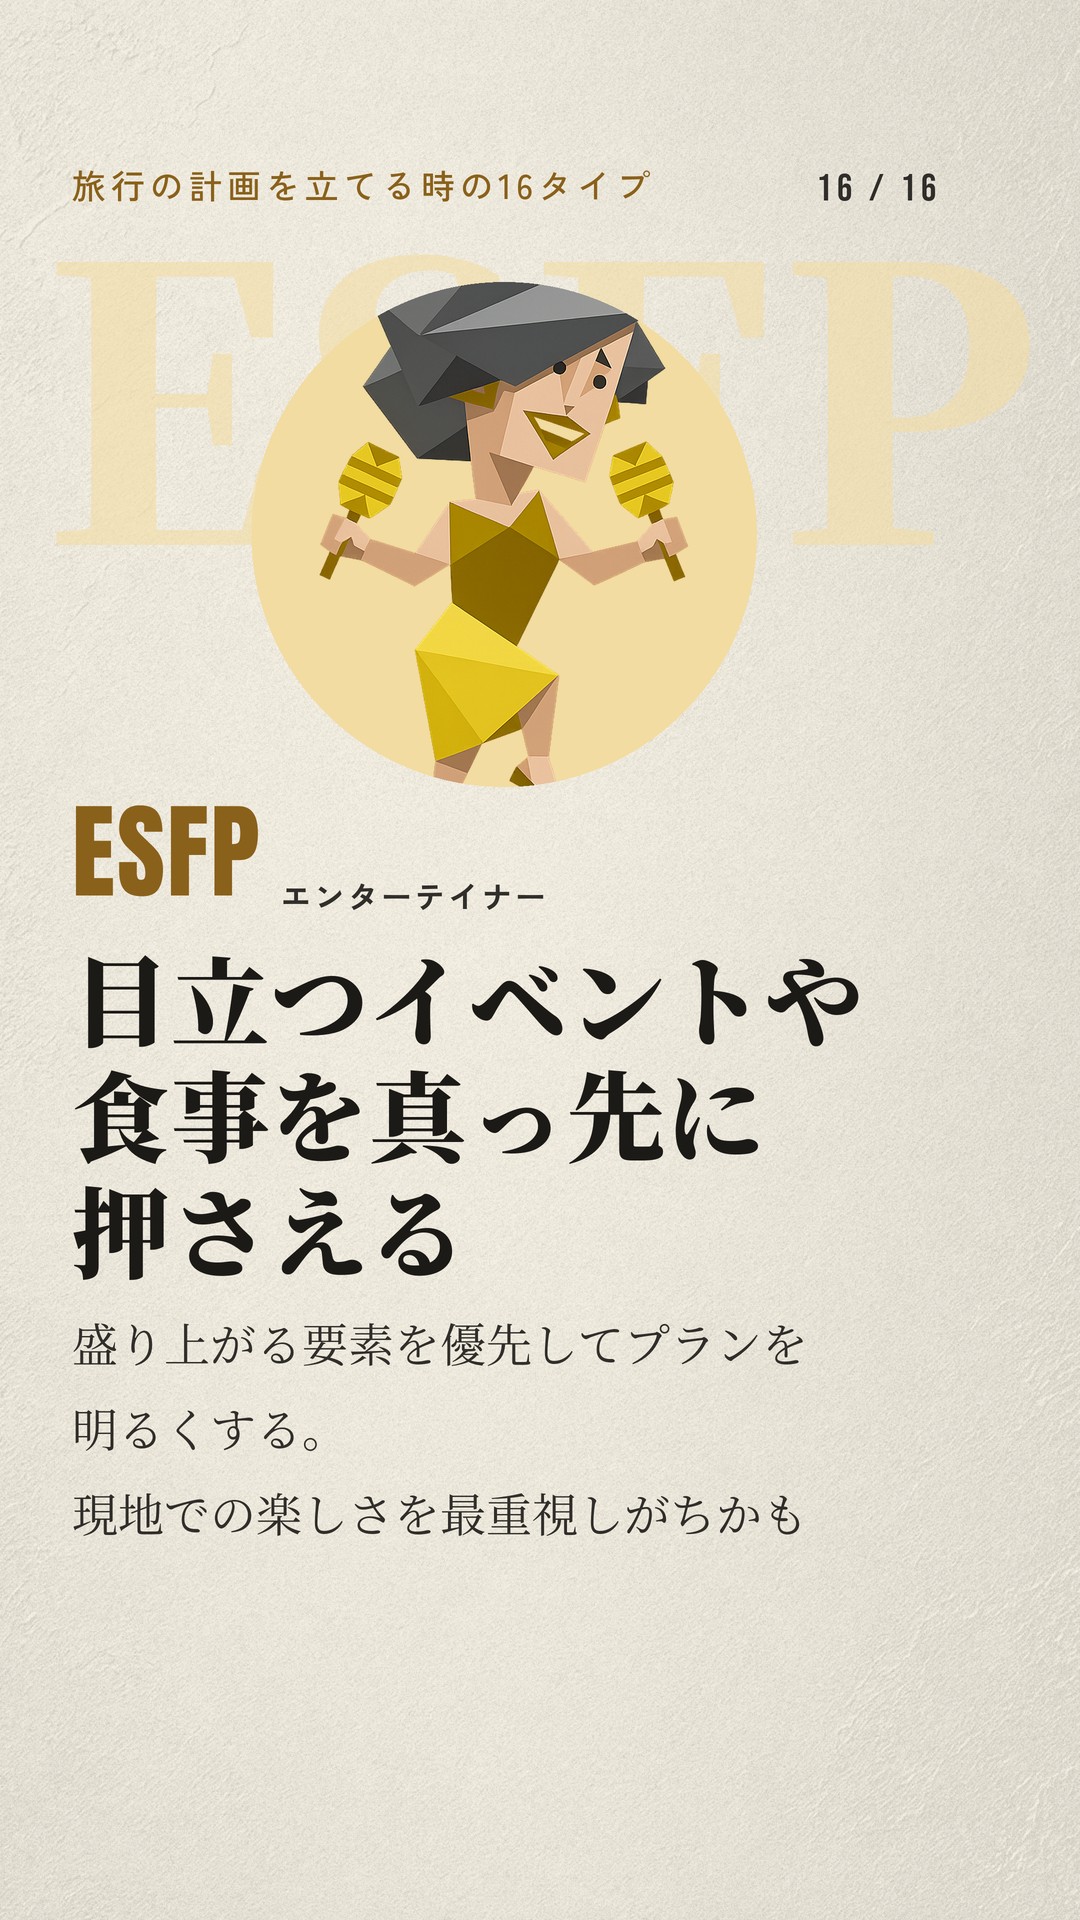 旅行の計画を立てる時の16タイプ
16 / 16
ESFP
ESFP
エンターテイナー
目立つイベントや
食事を真っ先に
押さえる
盛り上がる要素を優先してプランを
明るくする。
現地での楽しさを最重視しがちかも